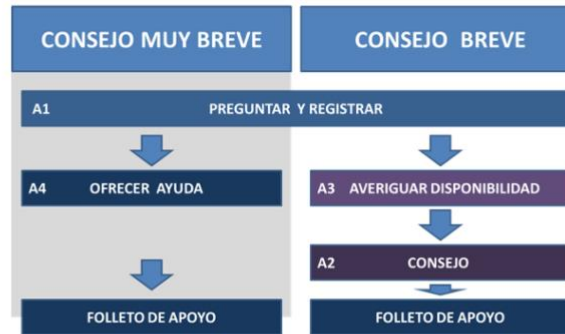 CONSEJO MUY BREVE
CONSEJO BREVE
A1 PREGUNTAR Y REGISTRAR
A4 OFRECER AYUDA
A3 AVERIGUAR DISPONIBILIDAD
A2 CONSEJO
FOLLETO DE APOYO
FOLLETO DE APOYO